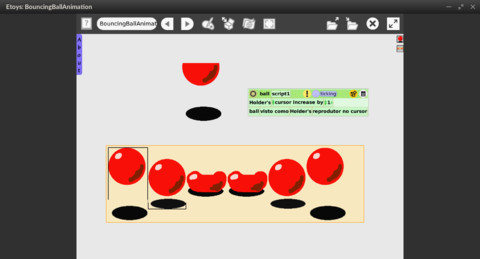 Etoys: BouncingBallAnimation
BouncingBallAnimat
ball script1 ! ticking
Holder's cursor increase by 1
ball visto como Holder's reprodutor no cursor